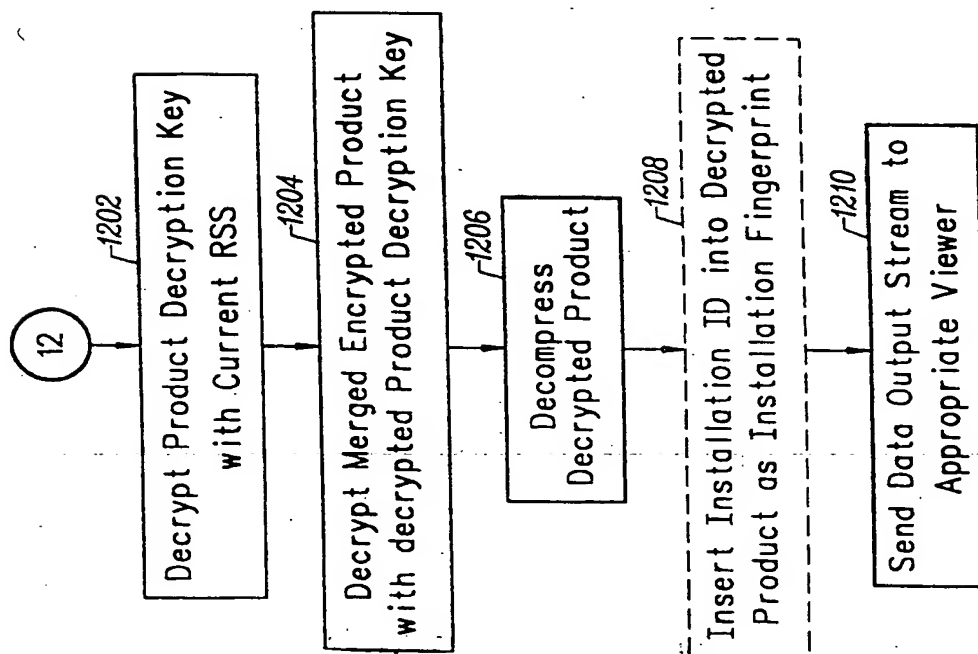 12
1202
Decrypt Product Decryption Key
with Current RSS
1204
Decrypt Merged Encrypted Product
with decrypted Product Decryption Key
1206
Decompress
Decrypted Product
1208
Insert Installation ID into Decrypted
Product as Installation Fingerprint
1210
Send Data Output Stream to
Appropriate Viewer